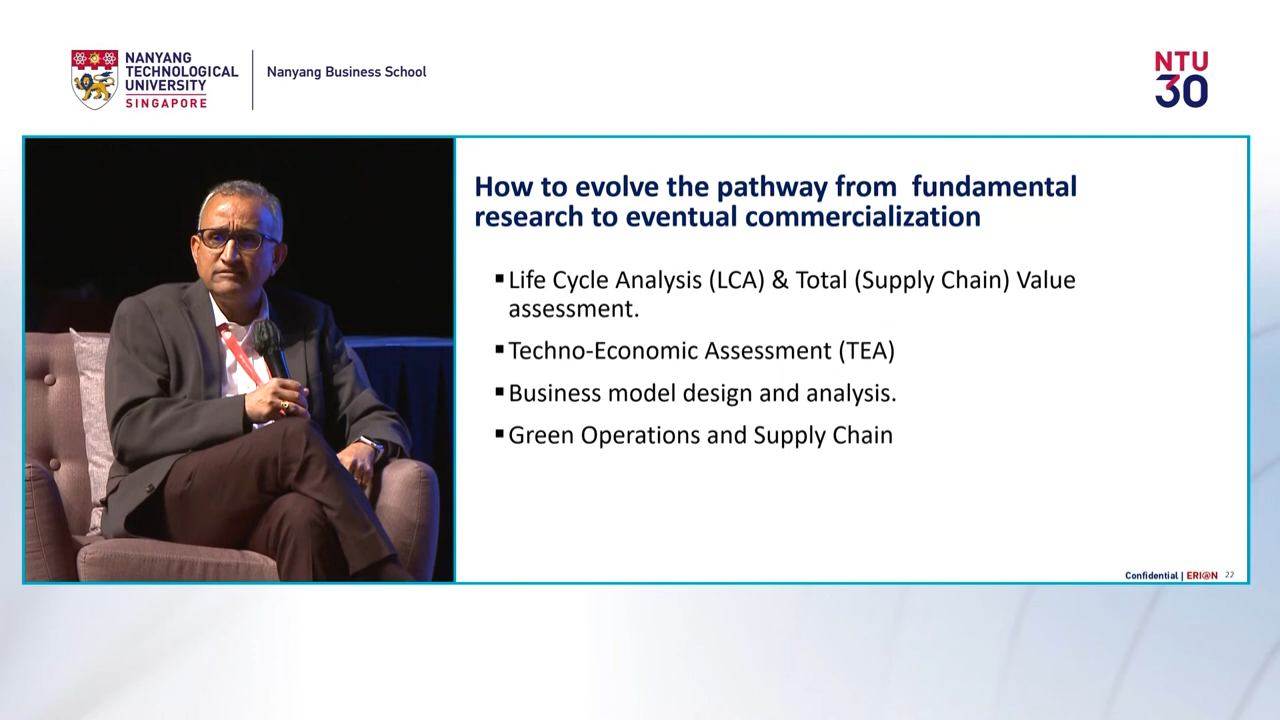 NANYANG
TECHNOLOGICAL
UNIVERSITY
SINGAPORE
Nanyang Business School
NTU
30
How to evolve the pathway from  fundamental
research to eventual commercialization
▪Life Cycle Analysis (LCA) & Total (Supply Chain) Value
assessment.
▪Techno-Economic Assessment (TEA)
▪Business model design and analysis.
▪Green Operations and Supply Chain
Confidential | ERI@N 22